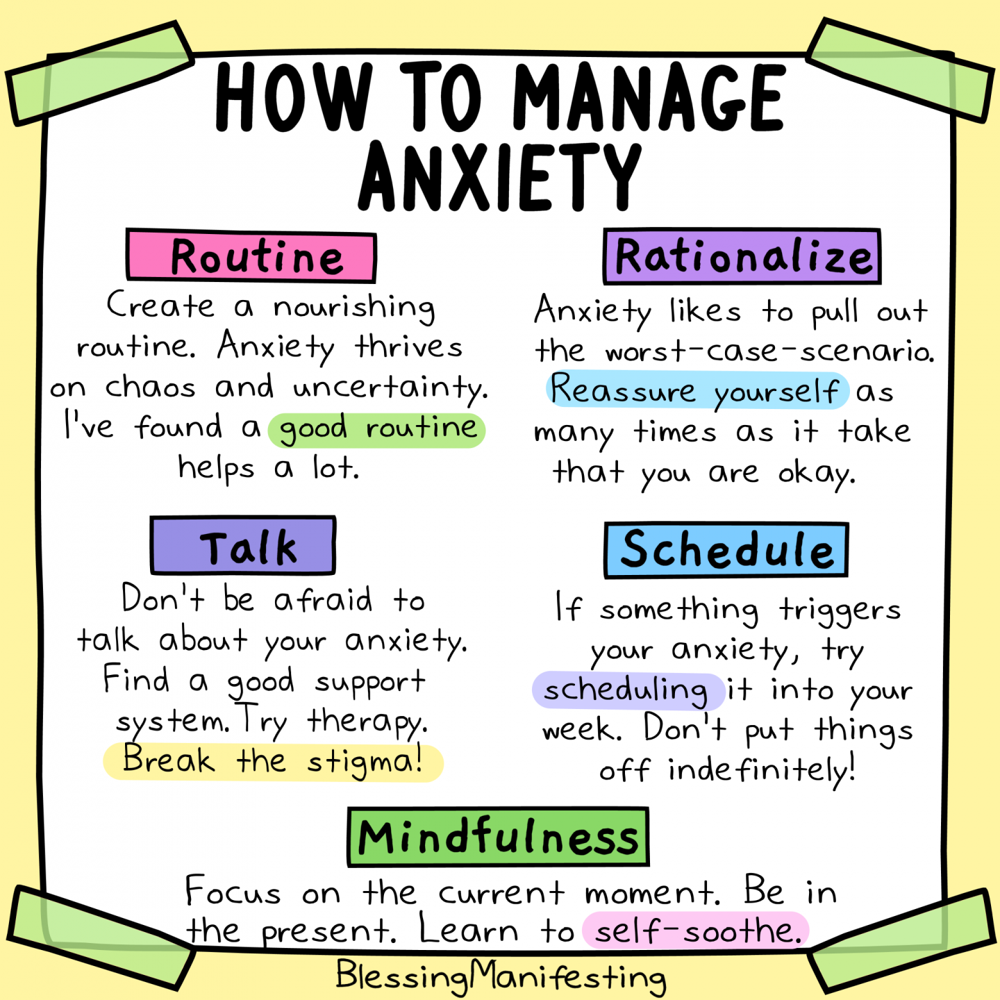 HOW TO MANAGE
ANXIETY
Routine
Create a nourishing
routine. Anxiety thrives
on chaos and uncertainty.
I've found a good routine
helps a lot.
Rationalize
Anxiety likes to pull out
the worst-case-scenario.
Reassure yourself as
many times as it take
that you are okay.
Talk
Don't be afraid to
talk about your anxiety.
Find a good support
system. Try therapy.
Break the stigma!
Schedule
If something triggers
your anxiety, try
scheduling it into your
week. Don't put things
off indefinitely!
Mindfulness
Focus on the current moment. Be in
the present. Learn to self-soothe.
BlessingManifesting